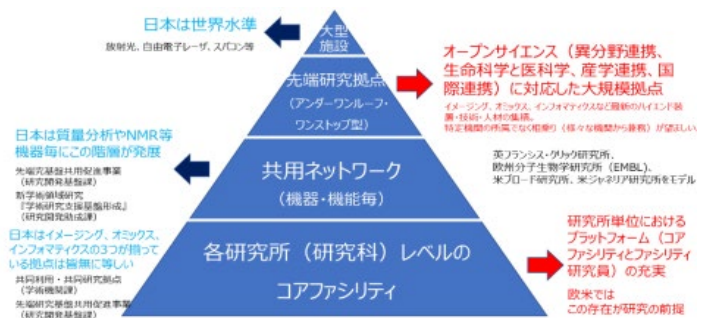 日本は世界水準
放射光、自由電子レーザ、スパコン等
大型
施設
先端研究拠点
(アンダーワンルーフ・
ワンストップ型)
オープンサイエンス(異分野連携、
生命科学と医科学、産学連携、国
際連携)に対応した大規模拠点
イメージング、オミックス、インフォマティクスなど最新のハイエンド装
置・技術・人材の集積。
特定機関の所属でなく相乗り(様々な機関から兼務)が望ましい
日本は質量分析やNMR等
機器毎にこの階層が発展
先端究基盤共用促進事業
(研究開発基盤課)
新学術領域研究
『学術研究支援基盤形成』
(研究開発助成課)
共用ネットワーク
(機器・機能毎)
英フランシス・クリック研究所、
欧州分子生物学研究所(EMBL)、
米ブロード研究所、米ジャネリア研究所をモデル
日本はイメージング、オミックス、
インフォマティクスの3つが揃って
いる拠点は皆無に等しい
共同利用・共同研究拠点
(学術機関課)
先端研究基盤共用促進事業
(研究開発基盤課)
各研究所(研究科)レベルの
コアファシリティ
研究所単位における
プラットフォーム(コア
ファシリティとファシリティ
研究員)の充実
欧米では
この存在が研究の前提